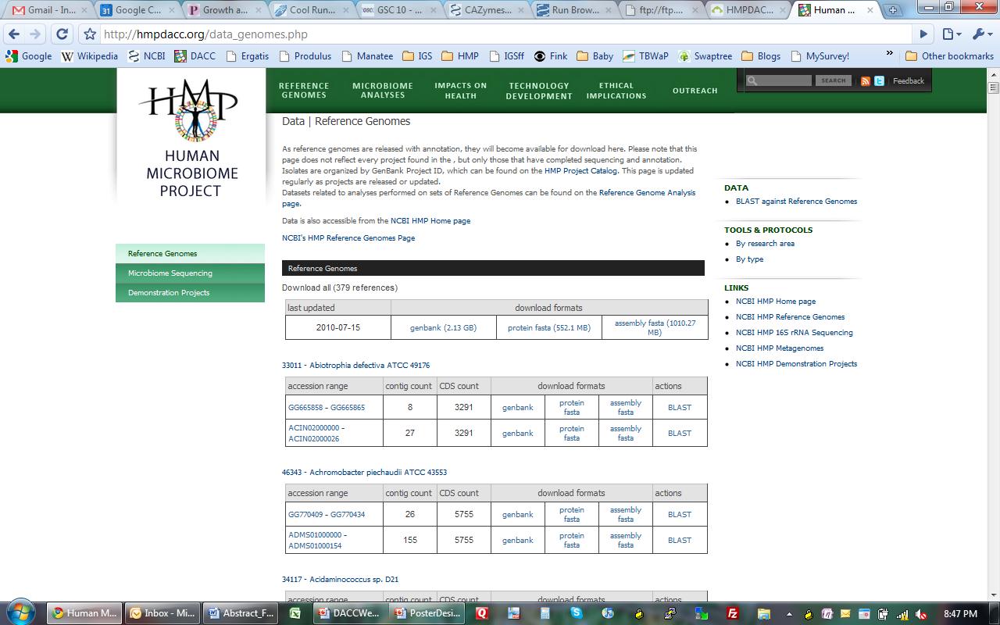 Gmail - In...
Google C...
Growth a...
Cool Run...
GSC 10 - ...
CAZymes...
Run Brow...
ftp://ftp....
HMPDAC...
Human ...
http://hmpdacc.org/data_genomes.php
Google
Wikipedia
NCBI
DACC
Ergatis
Produlus
Manatee
IGS
HMP
IGSff
Fink
Baby
TBWaP
Swaptree
Blogs
MySurvey!
»
Other bookmarks
HMP
HUMAN
MICROBIOME
PROJECT
REFERENCE
GENOMES
MICROBIOME
ANALYSES
IMPACTS ON
HEALTH
TECHNOLOGY
DEVELOPMENT
ETHICAL
IMPLICATIONS
OUTREACH
SEARCH
Feedback
Reference Genomes
Microbiome Sequencing
Demonstration Projects
Data | Reference Genomes
As reference genomes are released with annotation, they will become available for download here. Please note that this
page does not reflect every project found in the , but only those that have completed sequencing and annotation.
Isolates are organized by GenBank Project ID, which can be found on the HMP Project Catalog. This page is updated
regularly as projects are released or updated.
Datasets related to analyses performed on sets of Reference Genomes can be found on the Reference Genome Analysis
page.
Data is also accessible from the NCBI HMP Home page
NCBI's HMP Reference Genomes Page
Reference Genomes
Download all (379 references)
last updated download formats
2010-07-15 genbank (2.13 GB) protein fasta (552.1 MB) assembly fasta (1010.27
MB)
33011 - Abiotrophia defectiva ATCC 49176
accession range contig count CDS count download formats actions
GG665858 - GG665865 8 3291 genbank protein fasta assembly fasta BLAST
ACIN02000000 -
ACIN02000026 27 3291 genbank protein fasta assembly fasta BLAST
46343 - Achromobacter piechaudii ATCC 43553
accession range contig count CDS count download formats actions
GG770409 - GG770434 26 5755 genbank protein fasta assembly fasta BLAST
ADMS01000000 -
ADMS01000154 155 5755 genbank protein fasta assembly fasta BLAST
34117 - Acidaminococcus sp. D21
accession range contig count CDS count download formats actions
DATA
BLAST against Reference Genomes
TOOLS & PROTOCOLS
By research area
By type
LINKS
NCBI HMP Home page
NCBI HMP Reference Genomes
NCBI HMP 16S rRNA Sequencing
NCBI HMP Metagenomes
NCBI HMP Demonstration Projects
Human M...
Inbox - Mi...
Abstract_F...
DACCWe...
PosterDesi...
8:47 PM